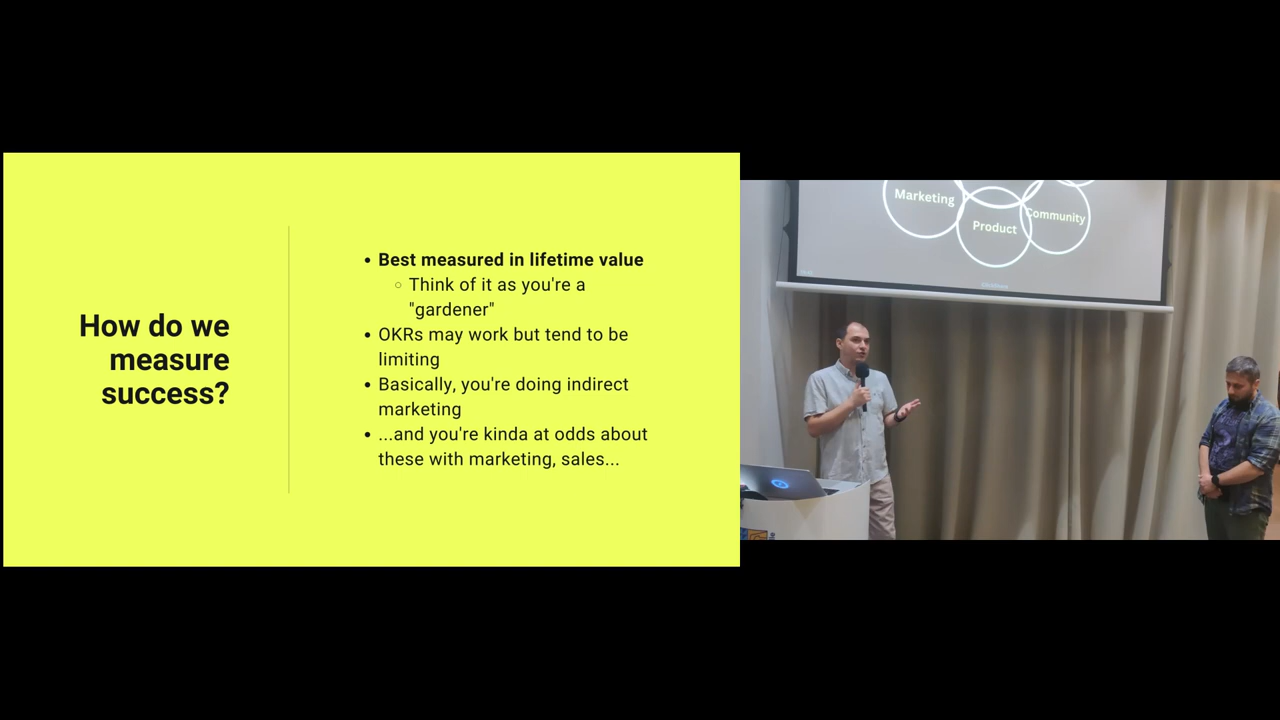 How do we
measure
success?
• Best measured in lifetime value
◦ Think of it as you're a
"gardener"
• OKRs may work but tend to be
limiting
• Basically, you're doing indirect
marketing
• ...and you're kinda at odds about
these with marketing, sales...
Marketing
Product
Community